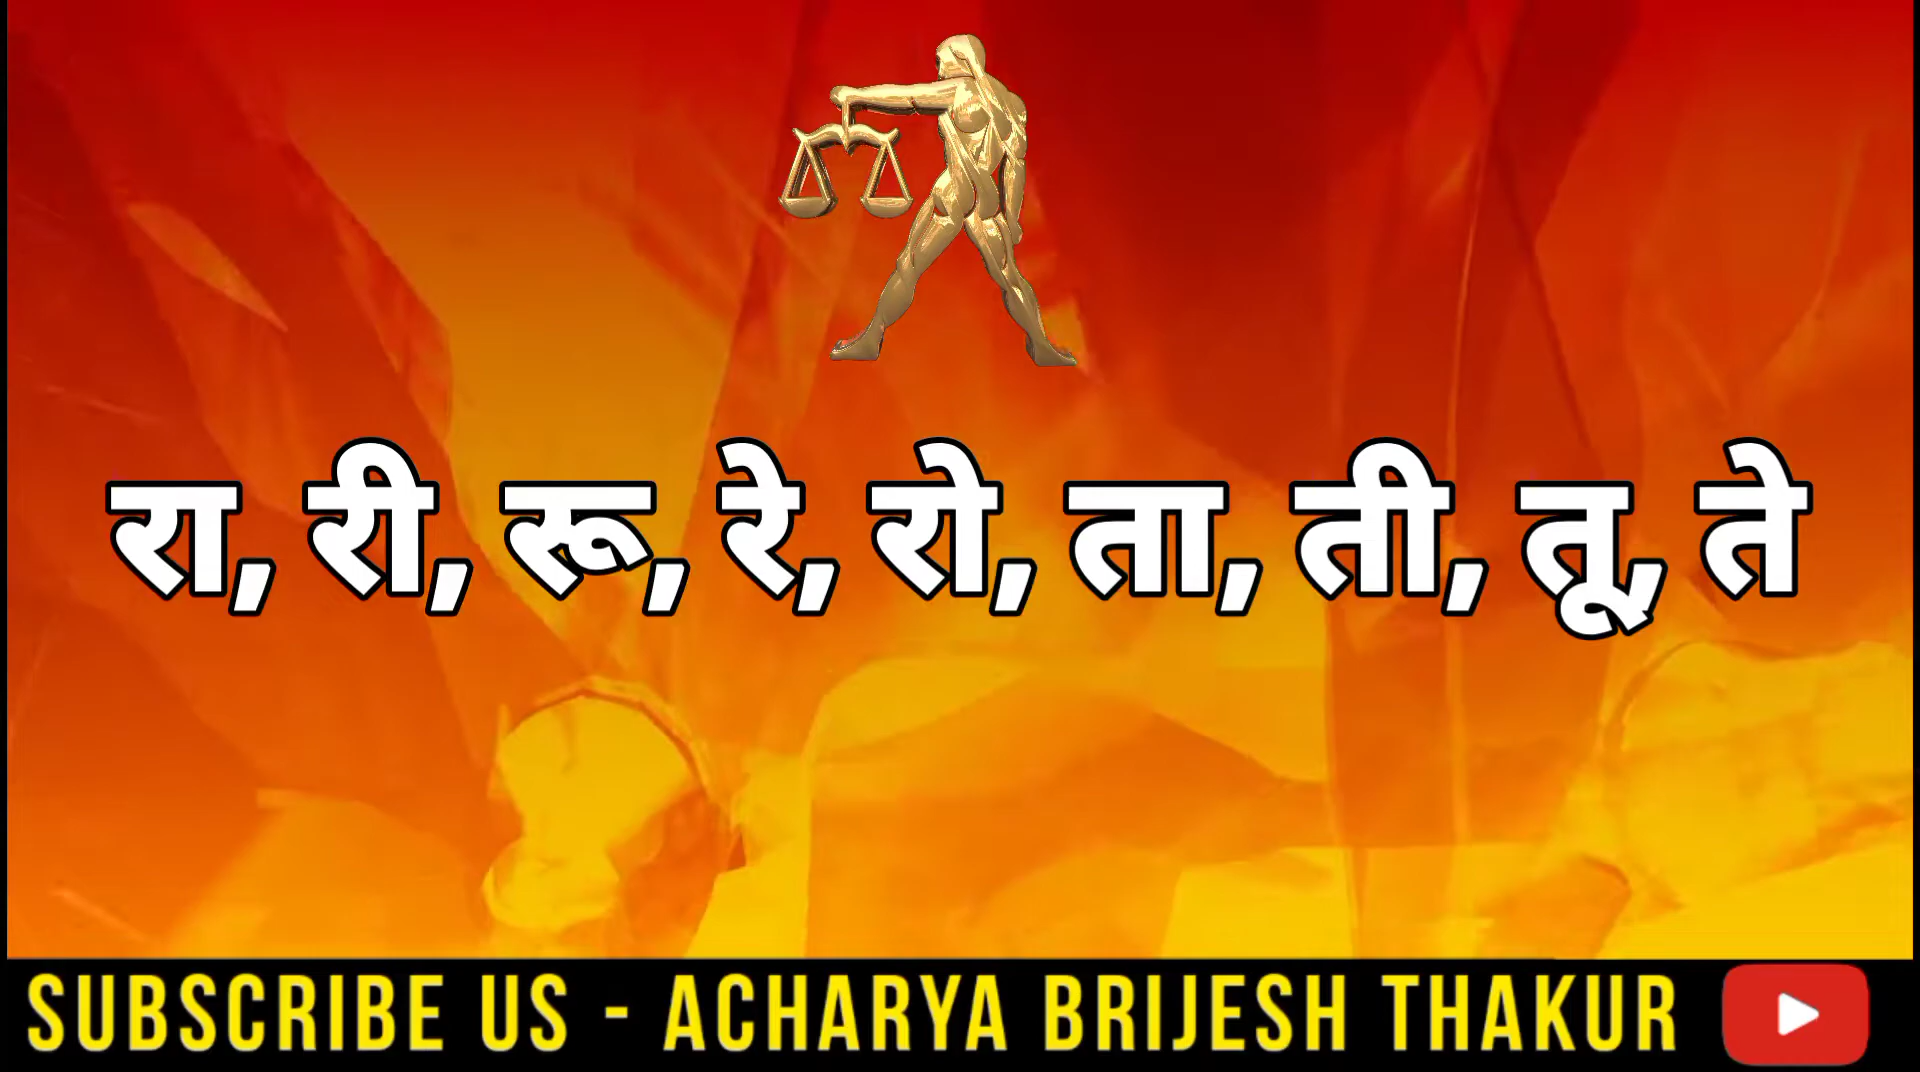 रा, री, रू, रे, रो, ता, ती, तू, ते
SUBSCRIBE US - ACHARYA BRIJESH THAKUR